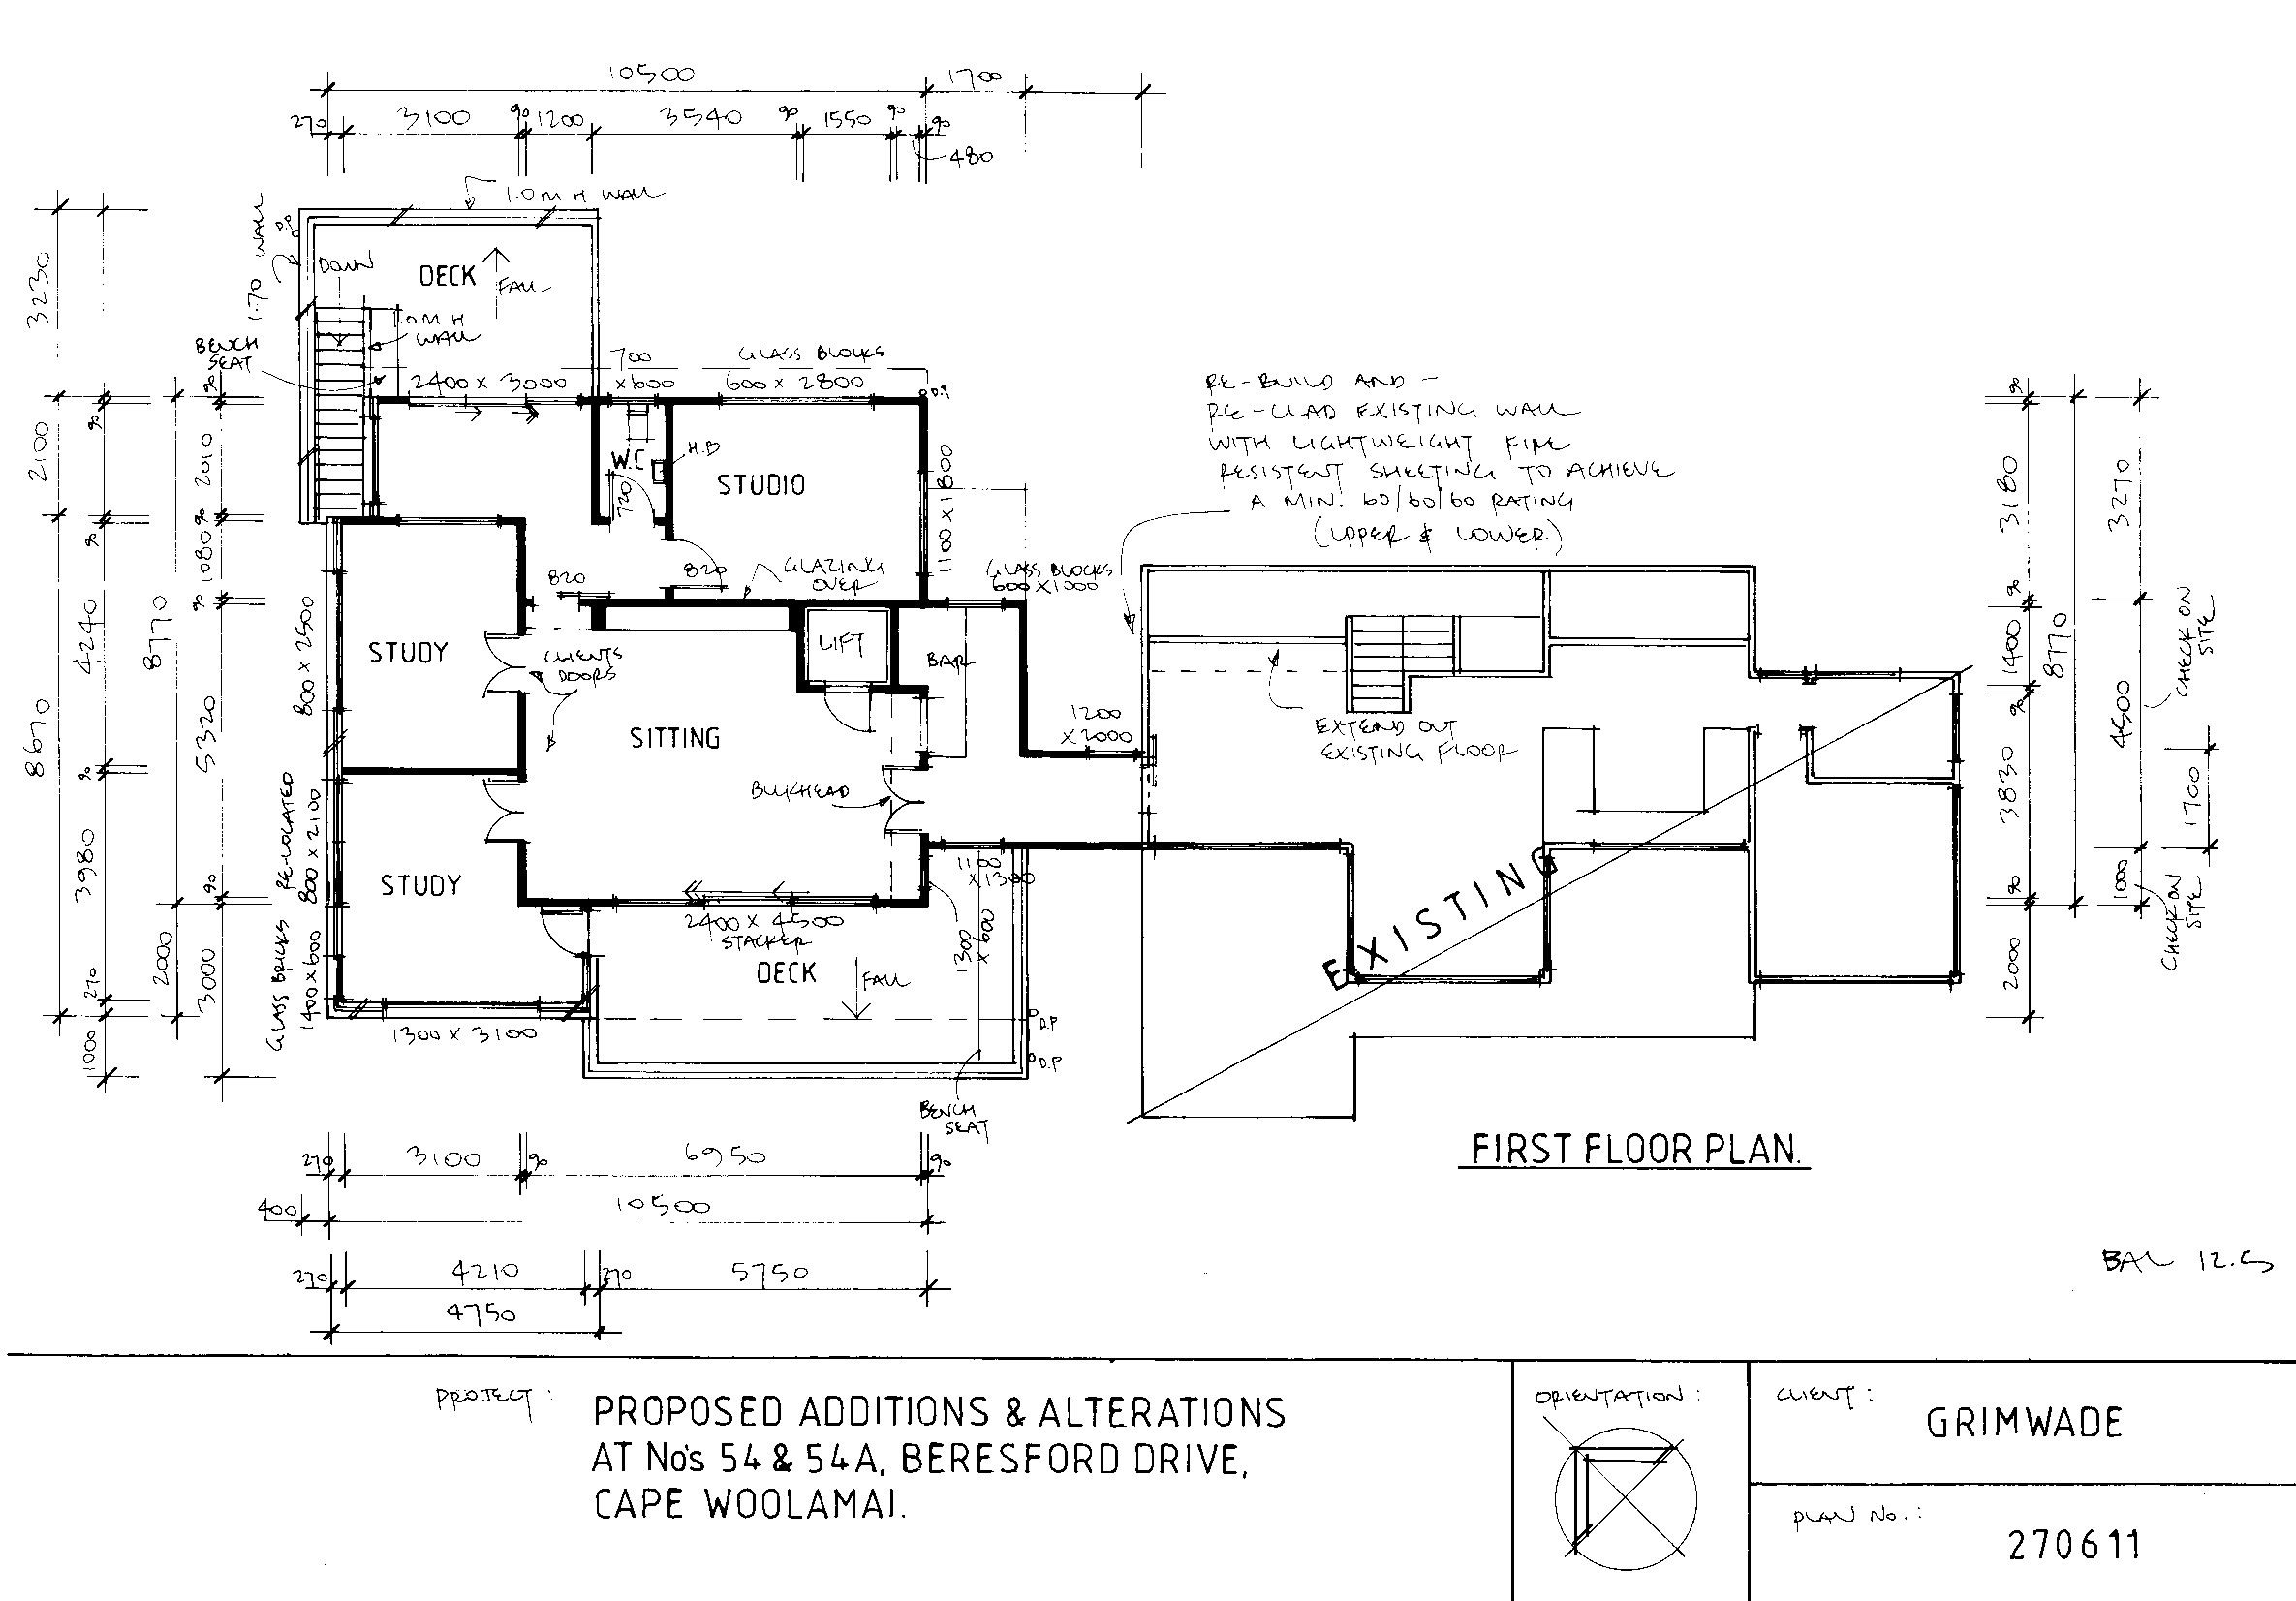 10500
1700
270
3100
90
1200
3540
90
1550
90
90
480
1.0M H WALL
1.70 WALL
D.P
DOWN
DECK
FALL
1.0M H
WALL
BENCH
SEAT
2400 x 3000
700
x600
GLASS BLOCKS
600 x 2800
D.P
W.C
H.B
720
STUDIO
1100 x 1800
820
820
GLAZING
OVER
GLASS BLOCKS
600 x 1000
STUDY
CLIENTS
DOORS
LIFT
BAR
SITTING
BULKHEAD
1200
x 2000
STUDY
2400 x 4500
STACKER
DECK
FALL
1100
x 1300
1300
x 600
D.P
D.P
BENCH
SEAT
1300 x 3100
800 x 2500
RE-LOCATED
800 x 2100
GLASS BRICKS
1400 x 600
3230
2100
8670
90
90
4240
90
3980
270
1000
8770
2000
90
2010
90
1080
90
5320
90
3000
RE-BUILD AND -
RE-CLAD EXISTING WALL
WITH LIGHTWEIGHT FIRE
RESISTENT SHEETING TO ACHIEVE
A MIN. 60/60/60 RATING
(UPPER & LOWER)
EXTEND OUT
EXISTING FLOOR
EXISTING
90
3180
90
1400
90
3830
90
2000
8770
3270
4500
1000
1700
CHECK ON
SITE
CHECK ON
SITE
270
3100
90
6950
90
400
10500
270
4210
270
5750
4750
FIRST FLOOR PLAN.
BAL 12.5
PROJECT:
PROPOSED ADDITIONS & ALTERATIONS
AT No's 54 & 54A, BERESFORD DRIVE,
CAPE WOOLAMAI.
ORIENTATION:
CLIENT:
GRIMWADE
PLAN No.:
270611